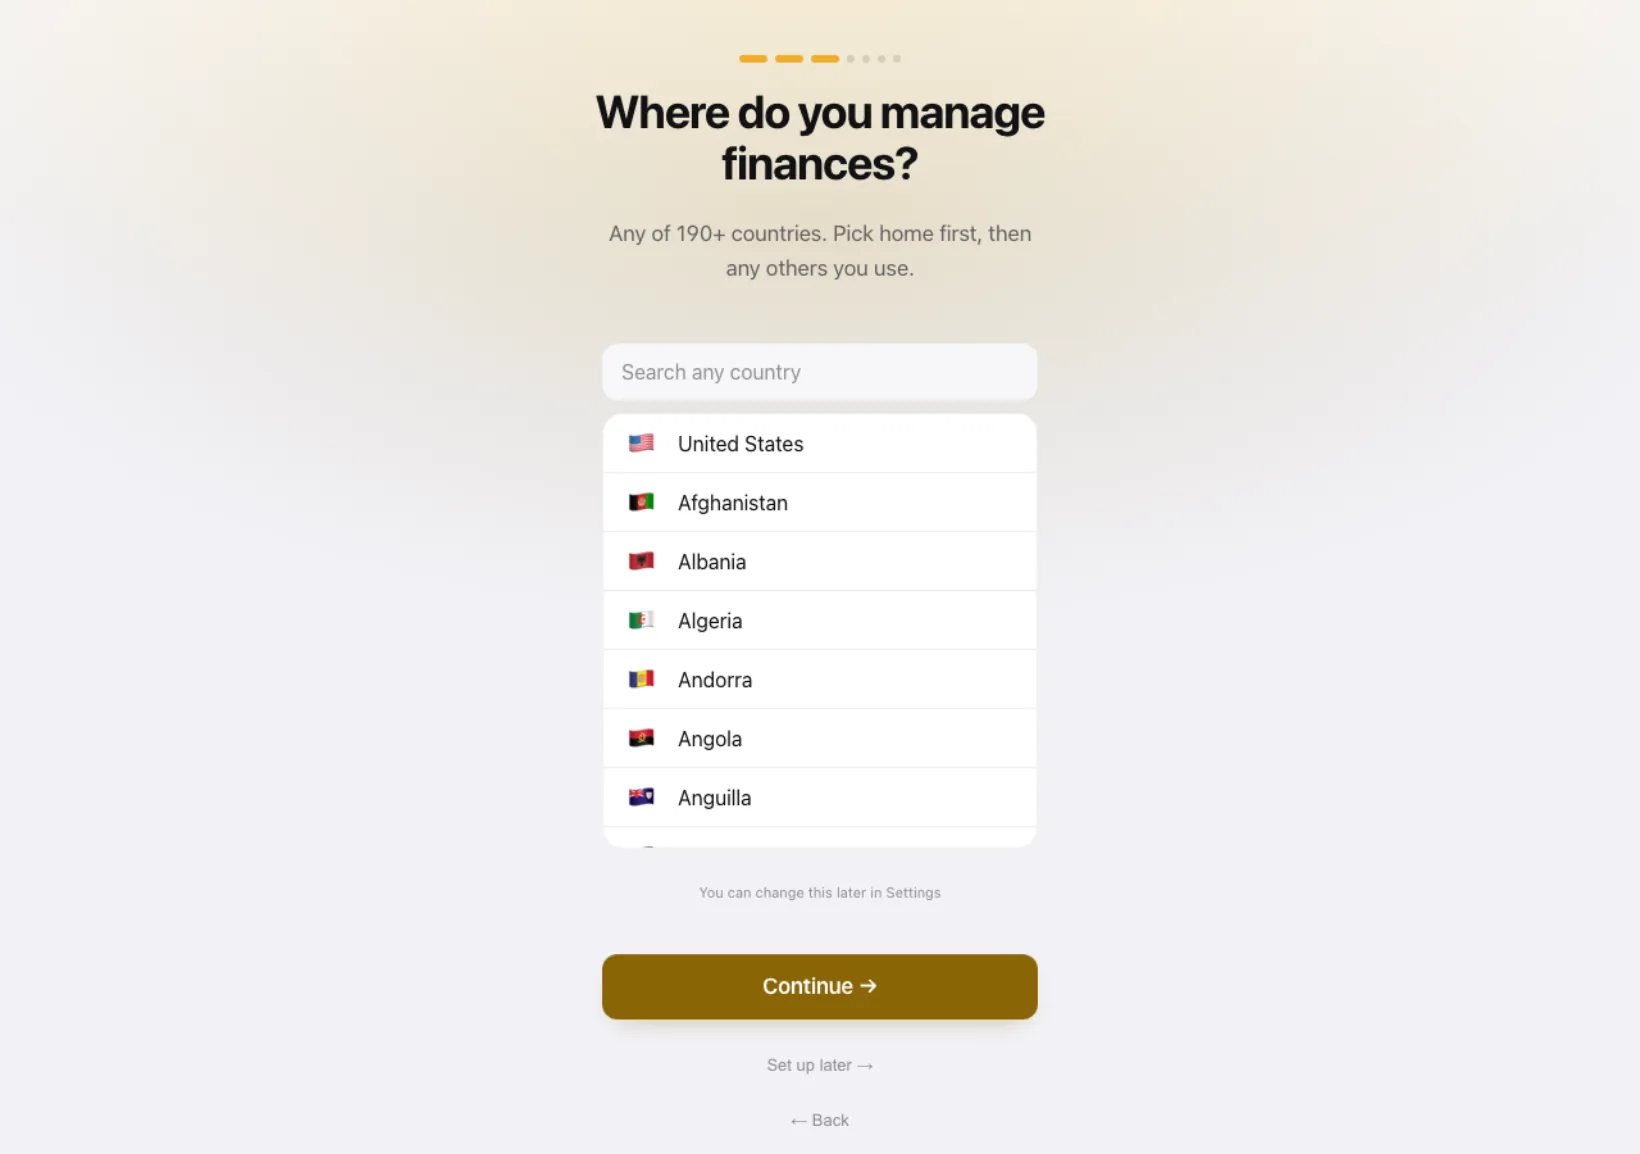 Where do you manage
finances?
Any of 190+ countries. Pick home first, then
any others you use.
Search any country
United States
Afghanistan
Albania
Algeria
Andorra
Angola
Anguilla
You can change this later in Settings
Continue →
Set up later →
← Back